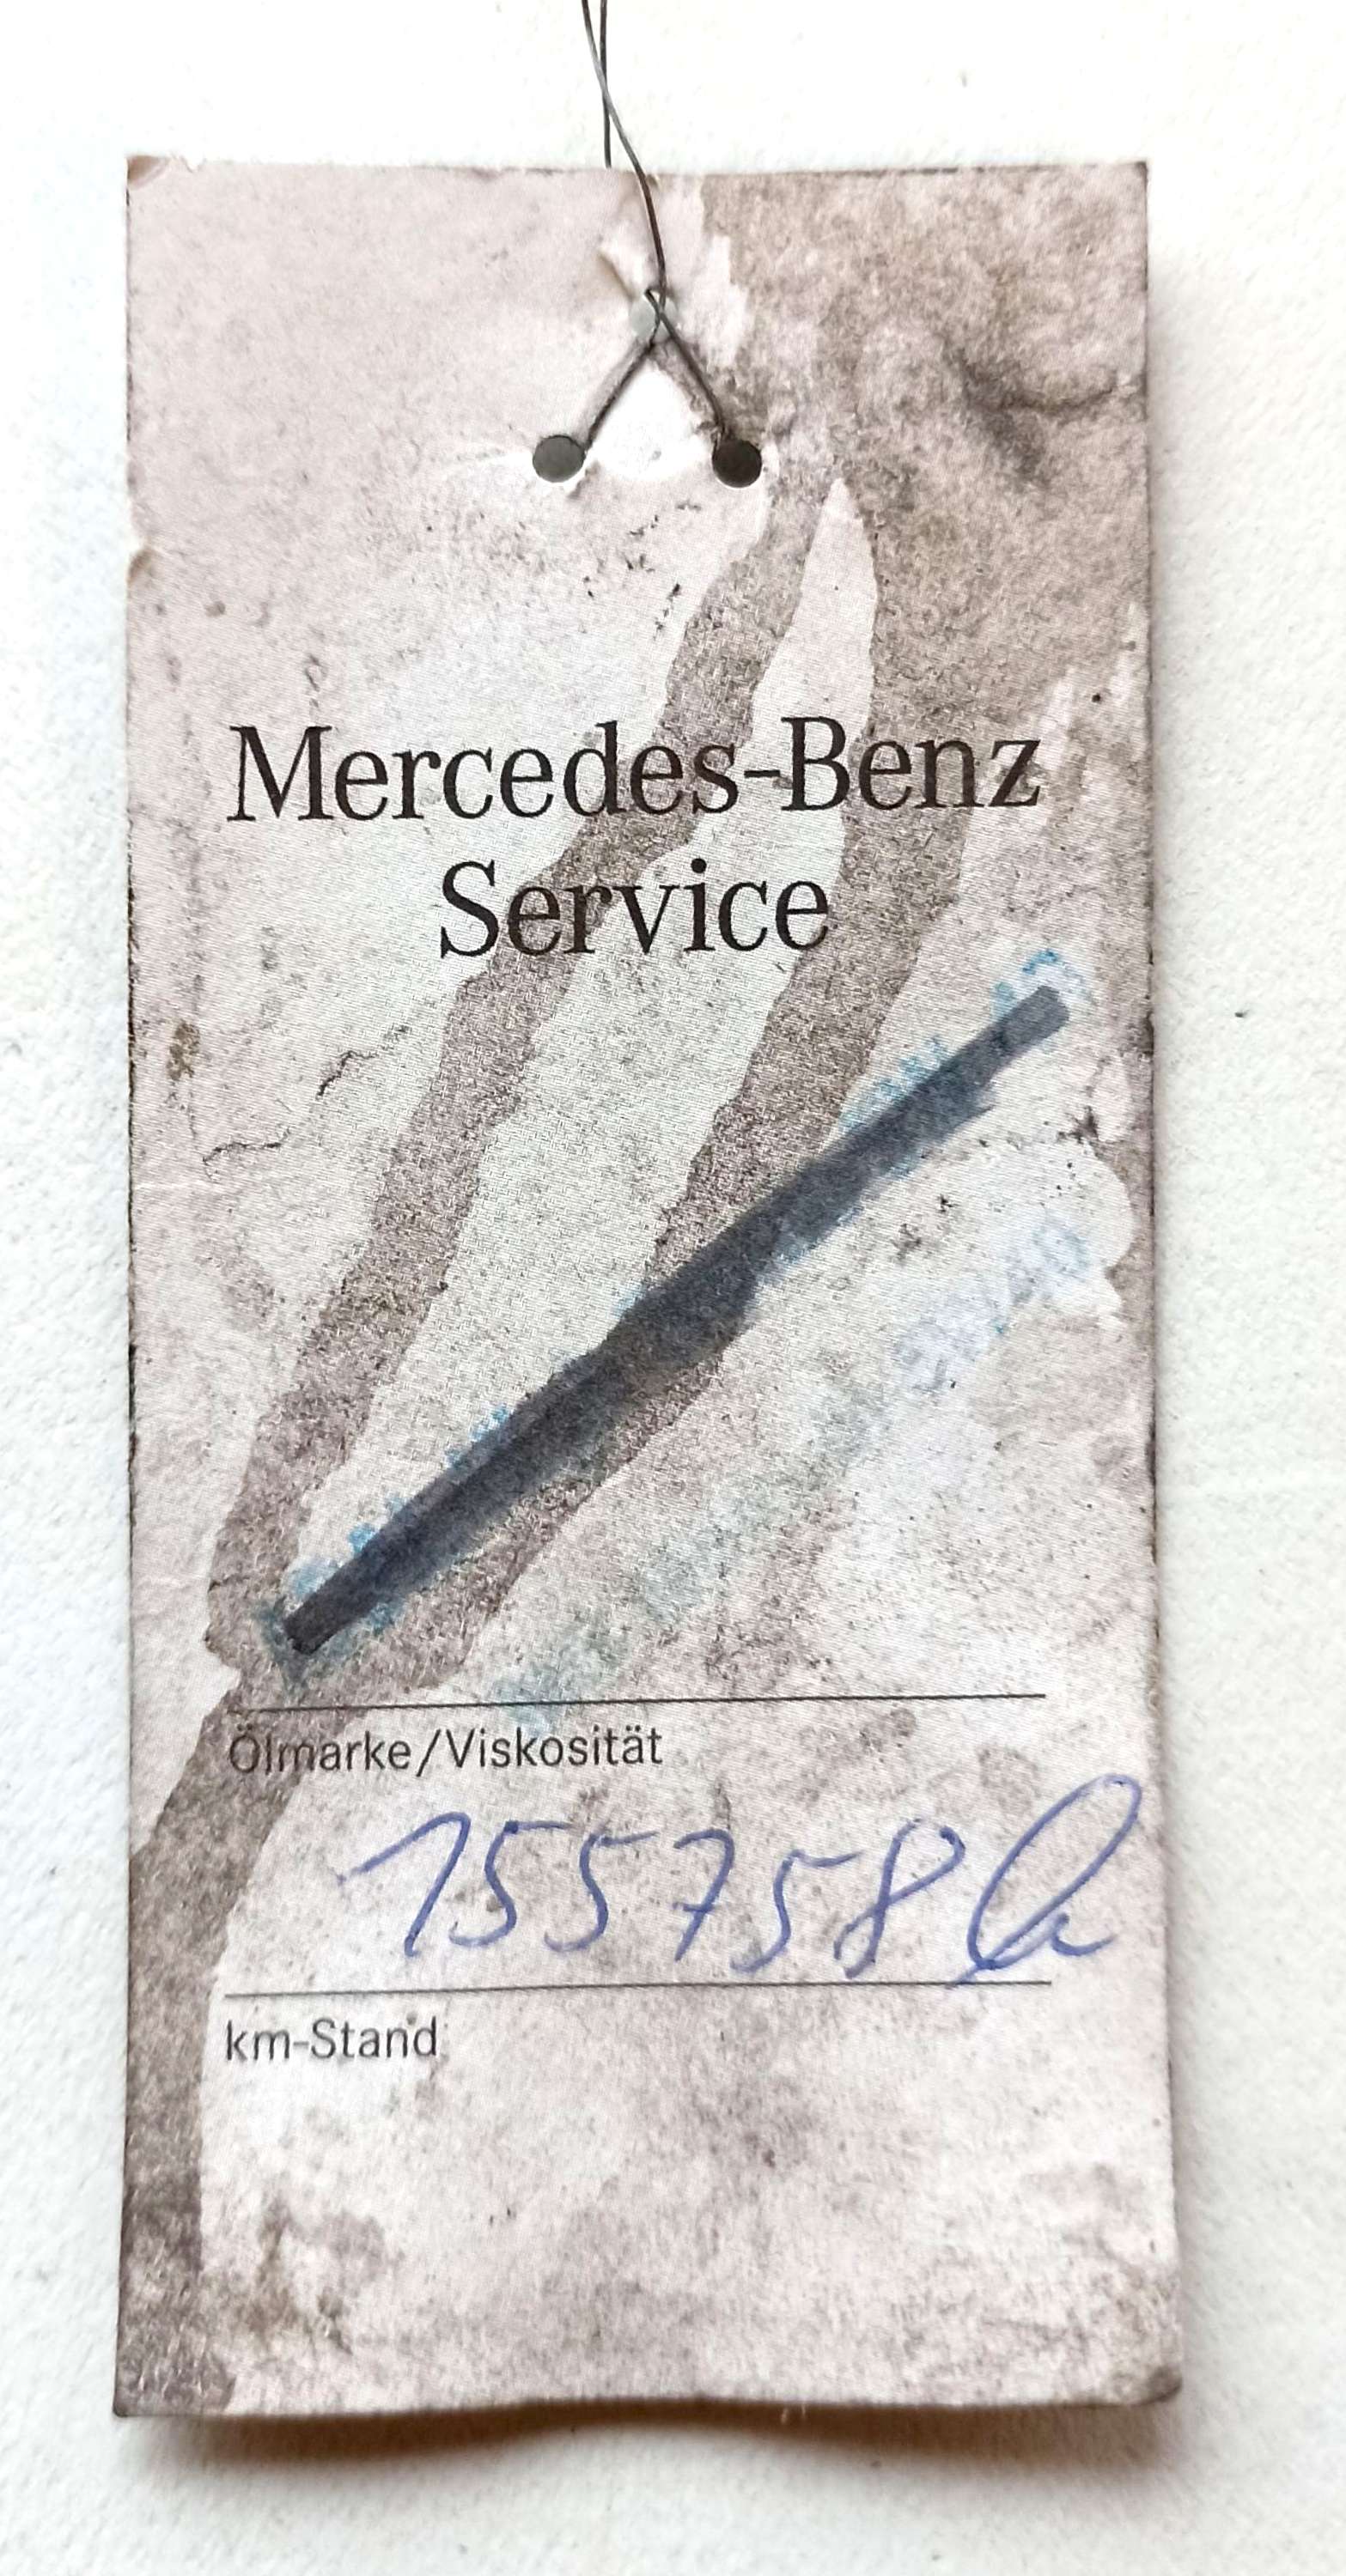 Mercedes-Benz
Service
Ölmarke/Viskosität
155758
km-Stand